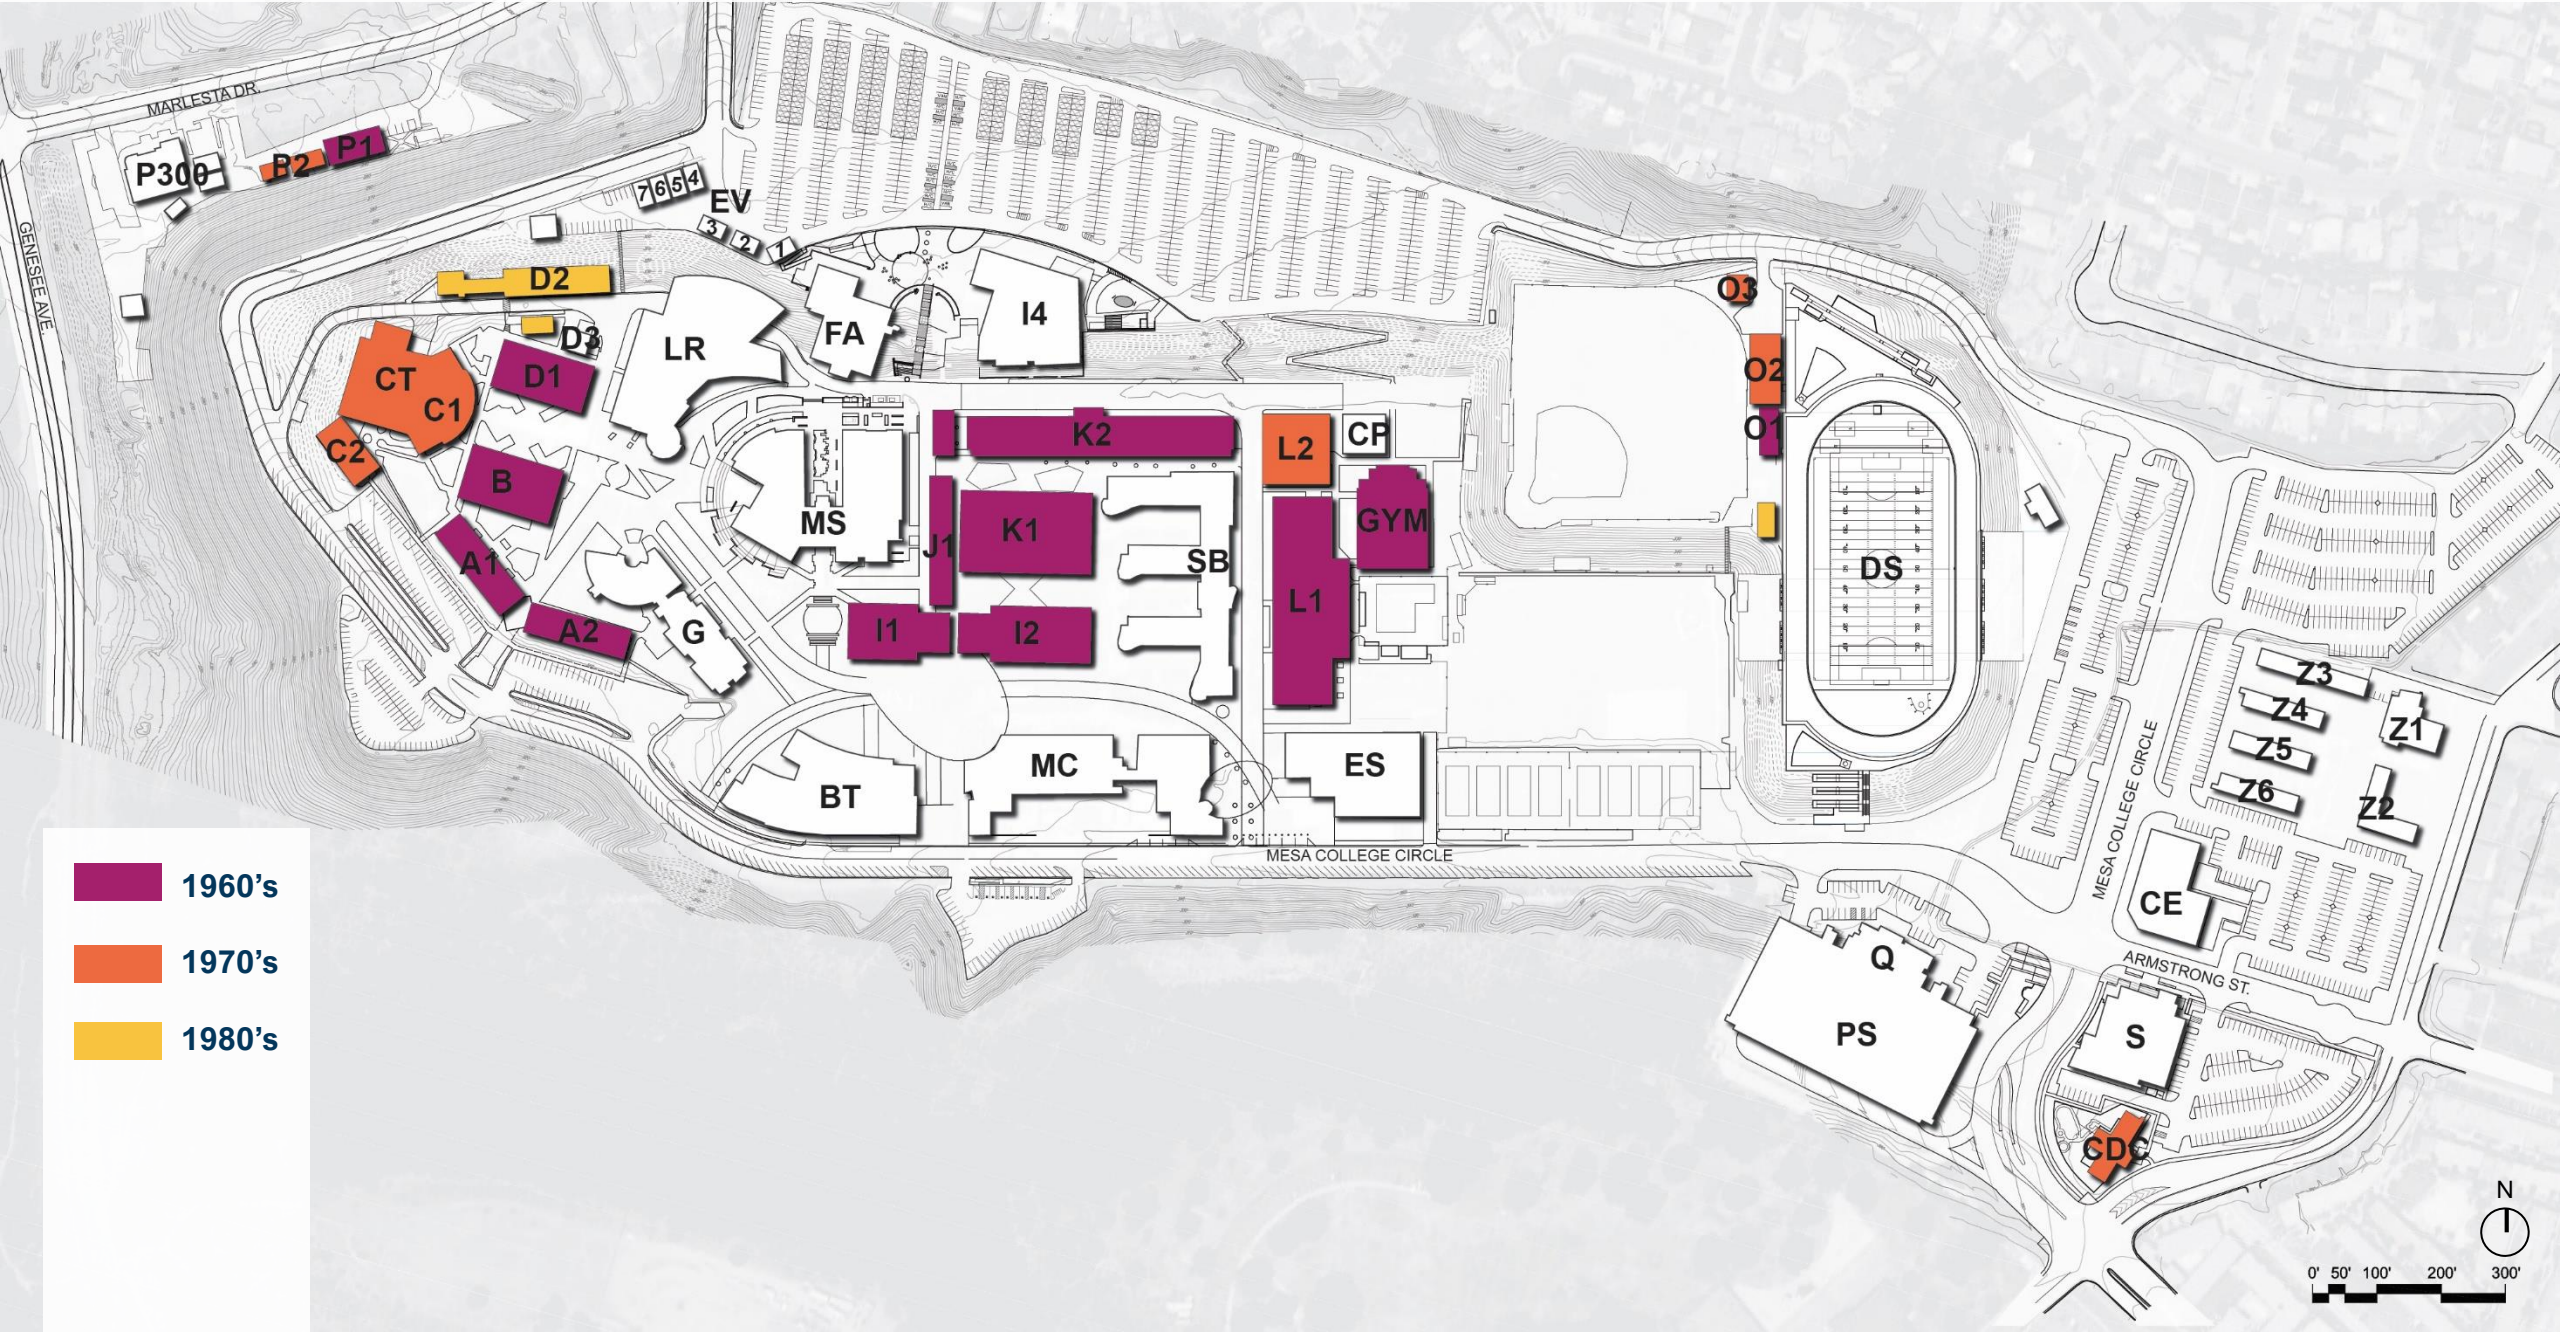 MARLESTA DR.
P300
P2
P1
GENESEE AVE.
7 6 5 4
EV
3 2 1
D2
D3
D1
LR
FA
I4
CT
C1
C2
B
A1
A2
G
MS
K2
J1
K1
SB
I1
I2
L2
CP
GYM
L1
O3
O2
O1
DS
BT
MC
ES
MESA COLLEGE CIRCLE
Z3
Z4
Z5
Z6
Z1
Z2
MESA COLLEGE CIRCLE
CE
ARMSTRONG ST.
Q
PS
S
CDC
1960’s
1970’s
1980’s
N
0' 50' 100' 200' 300'